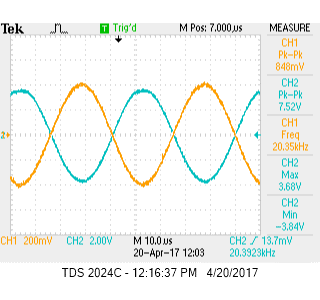 Tek Trig'd M Pos: 7.000us MEASURE
CH1
Pk-Pk
848mV
CH2
Pk-Pk
7.52V
CH1
Freq
20.35kHz
CH2
Max
3.68V
CH2
Min
-3.84V
2
CH1 200mV CH2 2.00V M 10.0us CH2 13.7mV
20-Apr-17 12:03 20.3923kHz
TDS 2024C - 12:16:37 PM 4/20/2017